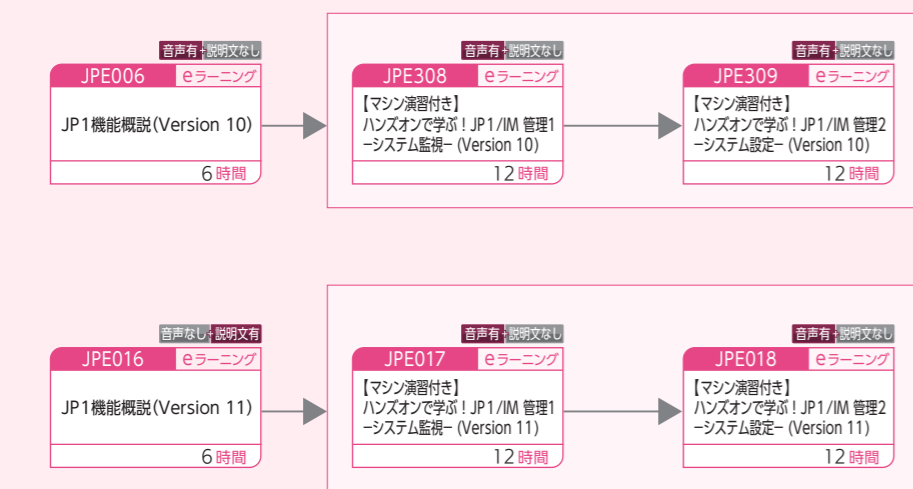 音声有+説明文なし
JPE006 eラーニング
JP1機能概説(Version 10)
6時間
音声有+説明文なし
JPE308 eラーニング
【マシン演習付き】
ハンズオンで学ぶ！JP1/IM 管理1
ーシステム監視ー (Version 10)
12時間
音声有+説明文なし
JPE309 eラーニング
【マシン演習付き】
ハンズオンで学ぶ！JP1/IM 管理2
ーシステム設定ー (Version 10)
12時間
音声なし+説明文有
JPE016 eラーニング
JP1機能概説(Version 11)
6時間
音声有+説明文なし
JPE017 eラーニング
【マシン演習付き】
ハンズオンで学ぶ！JP1/IM 管理1
ーシステム監視ー (Version 11)
12時間
音声有+説明文なし
JPE018 eラーニング
【マシン演習付き】
ハンズオンで学ぶ！JP1/IM 管理2
ーシステム設定ー (Version 11)
12時間